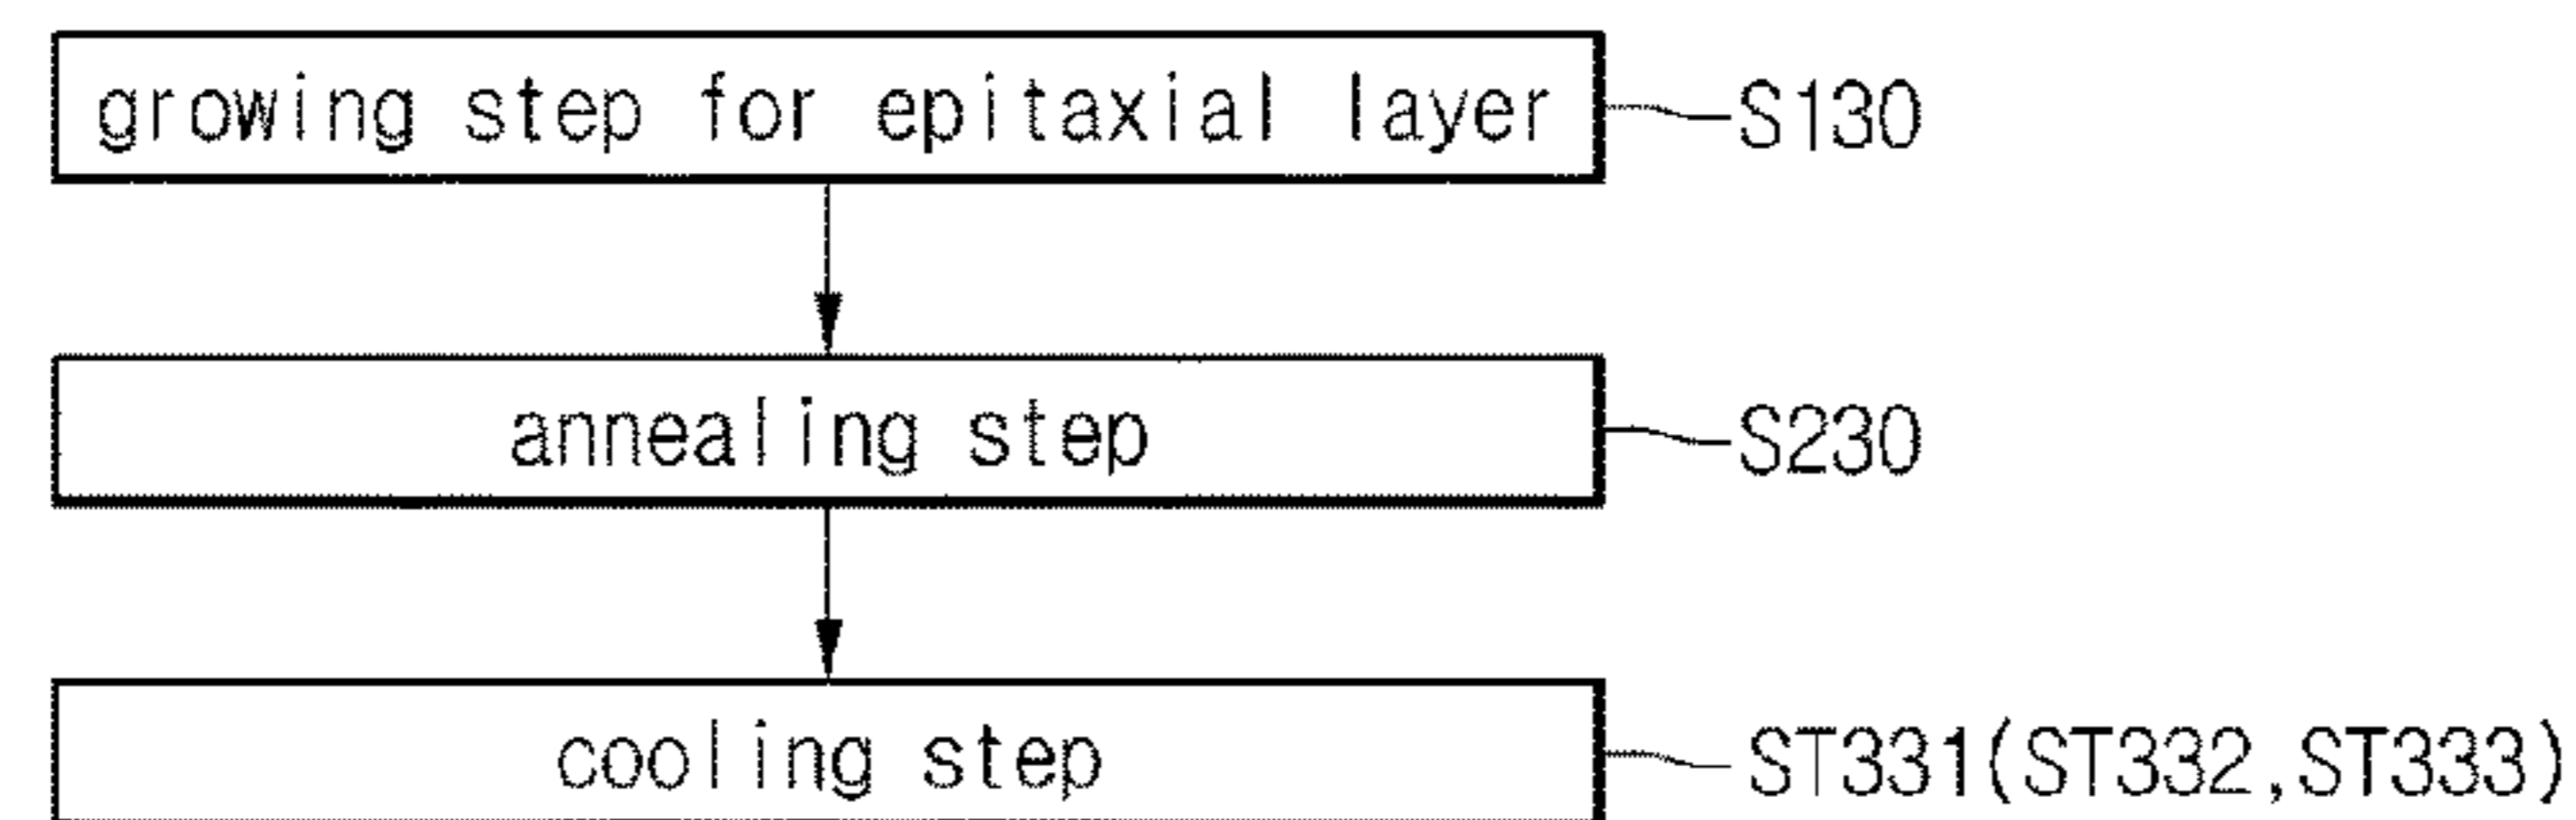 growing step for epitaxial layer S130
annealing step S230
cooling step ST331(ST332,ST333)